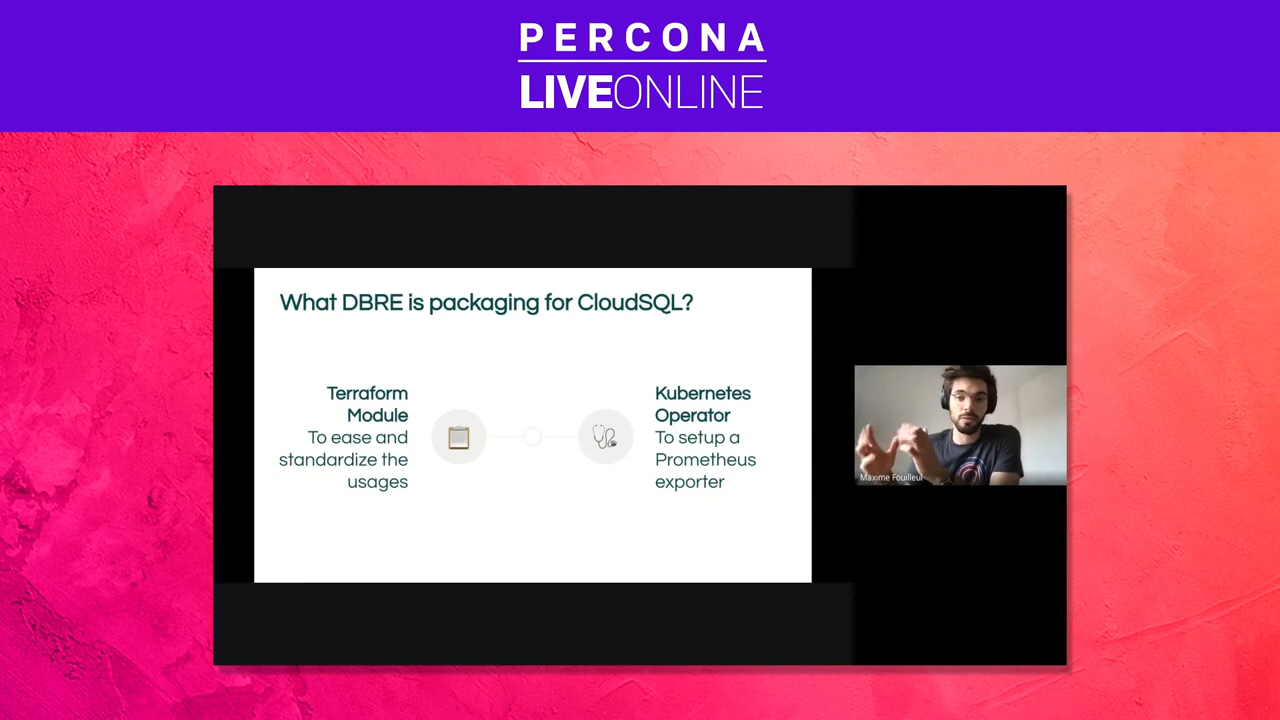 PERCONA
LIVEONLINE
What DBRE is packaging for CloudSQL?
Terraform
Module
To ease and
standardize the
usages
Kubernetes
Operator
To setup a
Prometheus
exporter
Maxime Fouilleul